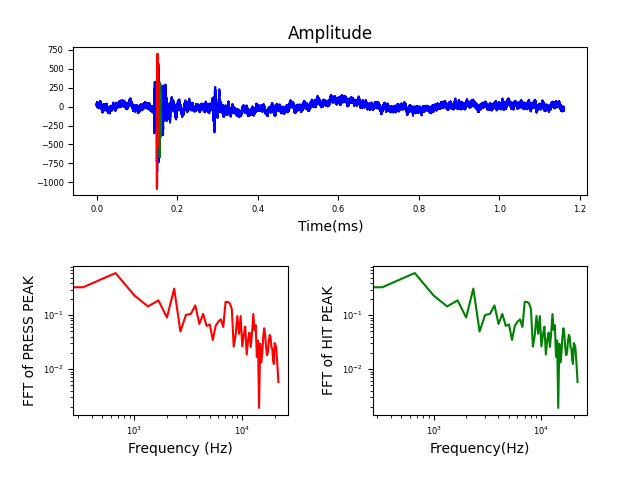 Amplitude
750
500
250
0
−250
−500
−750
−1000
0.0 0.2 0.4 0.6 0.8 1.0 1.2
Time(ms)
FFT of PRESS PEAK
10⁻¹
10⁻²
10³ 10⁴
Frequency (Hz)
FFT of HIT PEAK
10⁻¹
10⁻²
10³ 10⁴
Frequency(Hz)